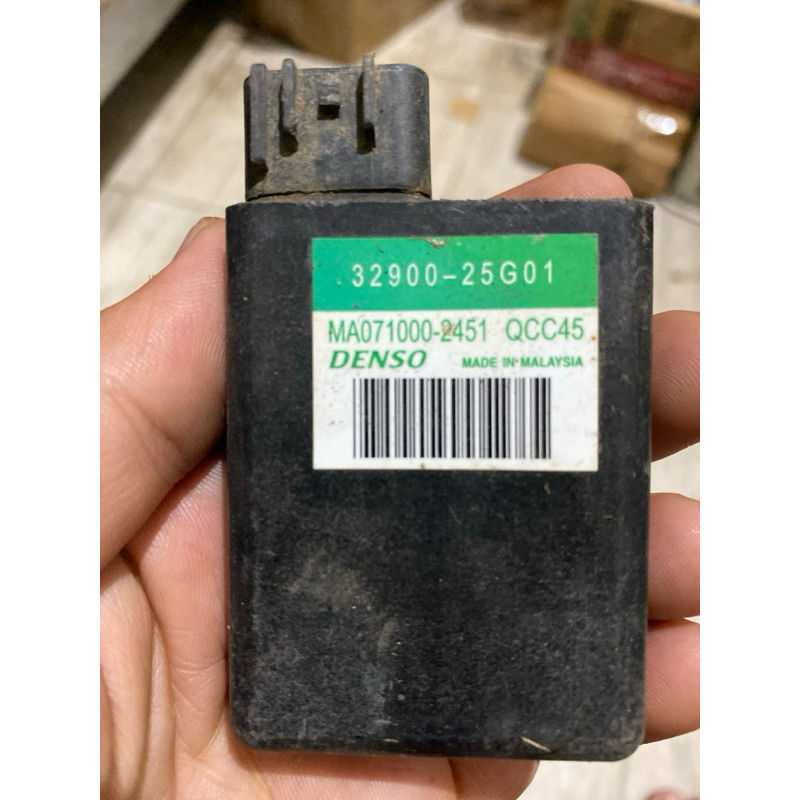 32900-25G01
MA071000-2451 QCC45
DENSO MADE IN MALAYSIA